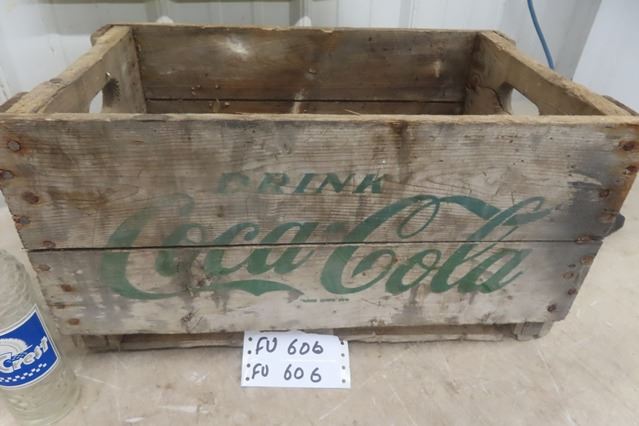 DRINK
Coca-Cola
Crest
FU 606
FU 606